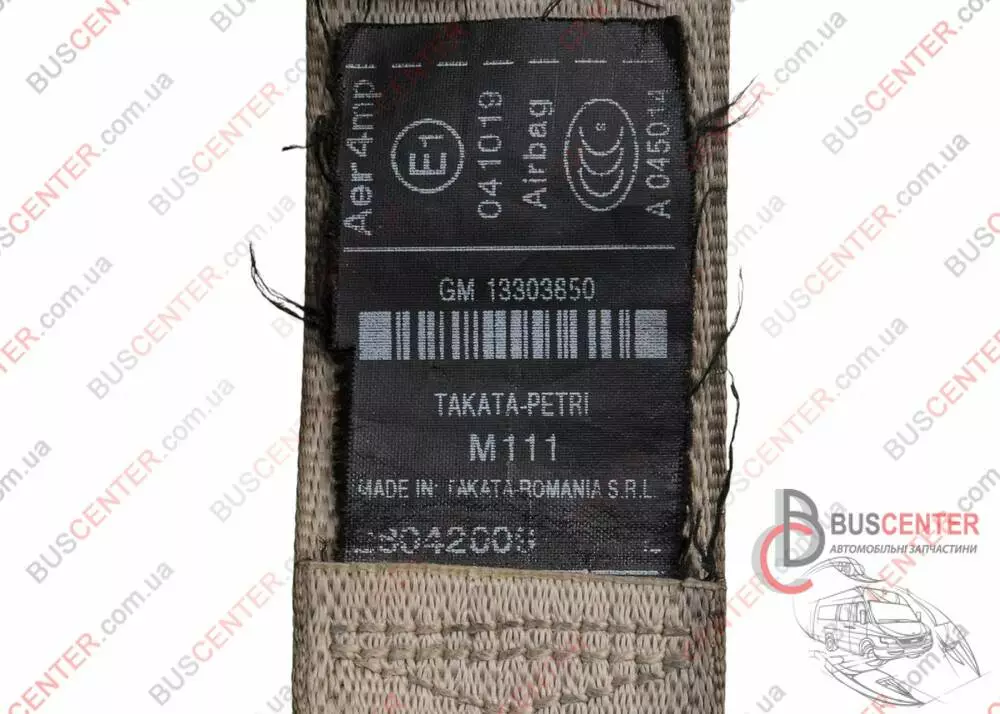 Aer4mp
E1
041019
Airbag
S
GM 13303850
TAKATA-PETRI
M111
MADE IN: TAKATA-ROMANIA S.R.L.
BUSCENTER
АВТОМОБІЛЬНІ ЗАПЧАСТИНИ
BUSCENTER.com.ua